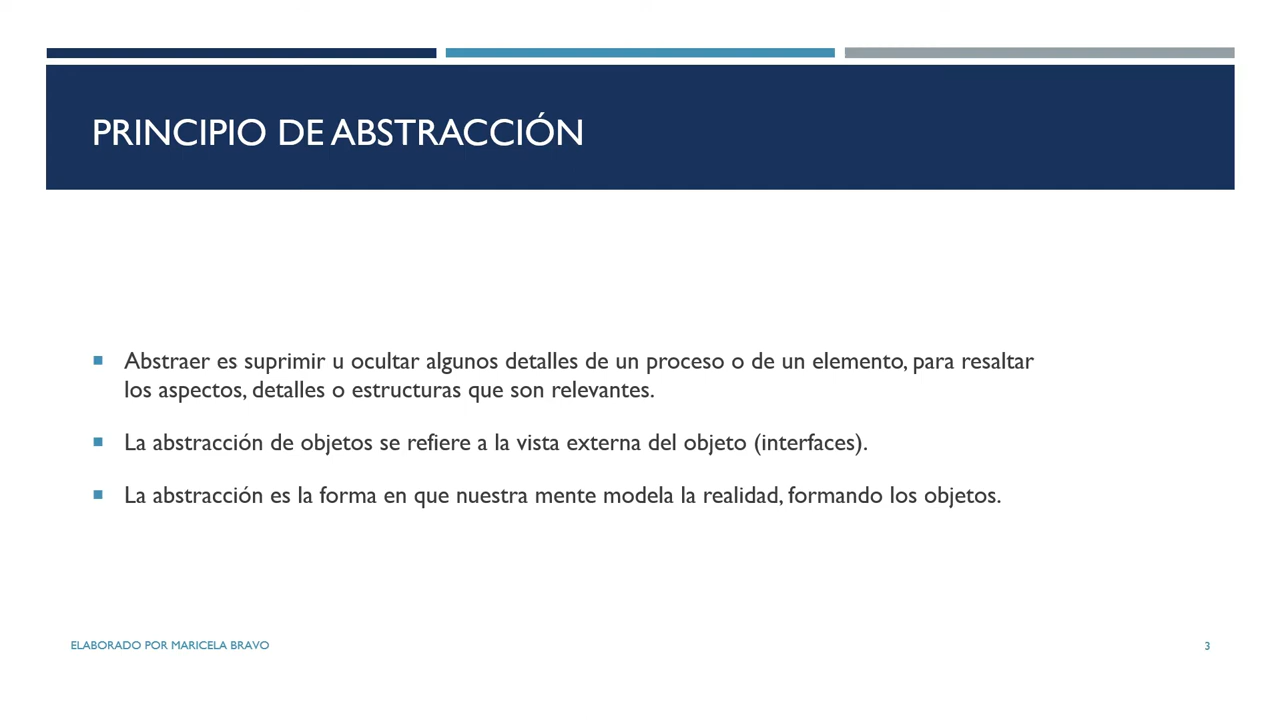 PRINCIPIO DE ABSTRACCIÓN
Abstraer es suprimir u ocultar algunos detalles de un proceso o de un elemento, para resaltar
los aspectos, detalles o estructuras que son relevantes.
La abstracción de objetos se refiere a la vista externa del objeto (interfaces).
La abstracción es la forma en que nuestra mente modela la realidad, formando los objetos.
ELABORADO POR MARICELA BRAVO
3